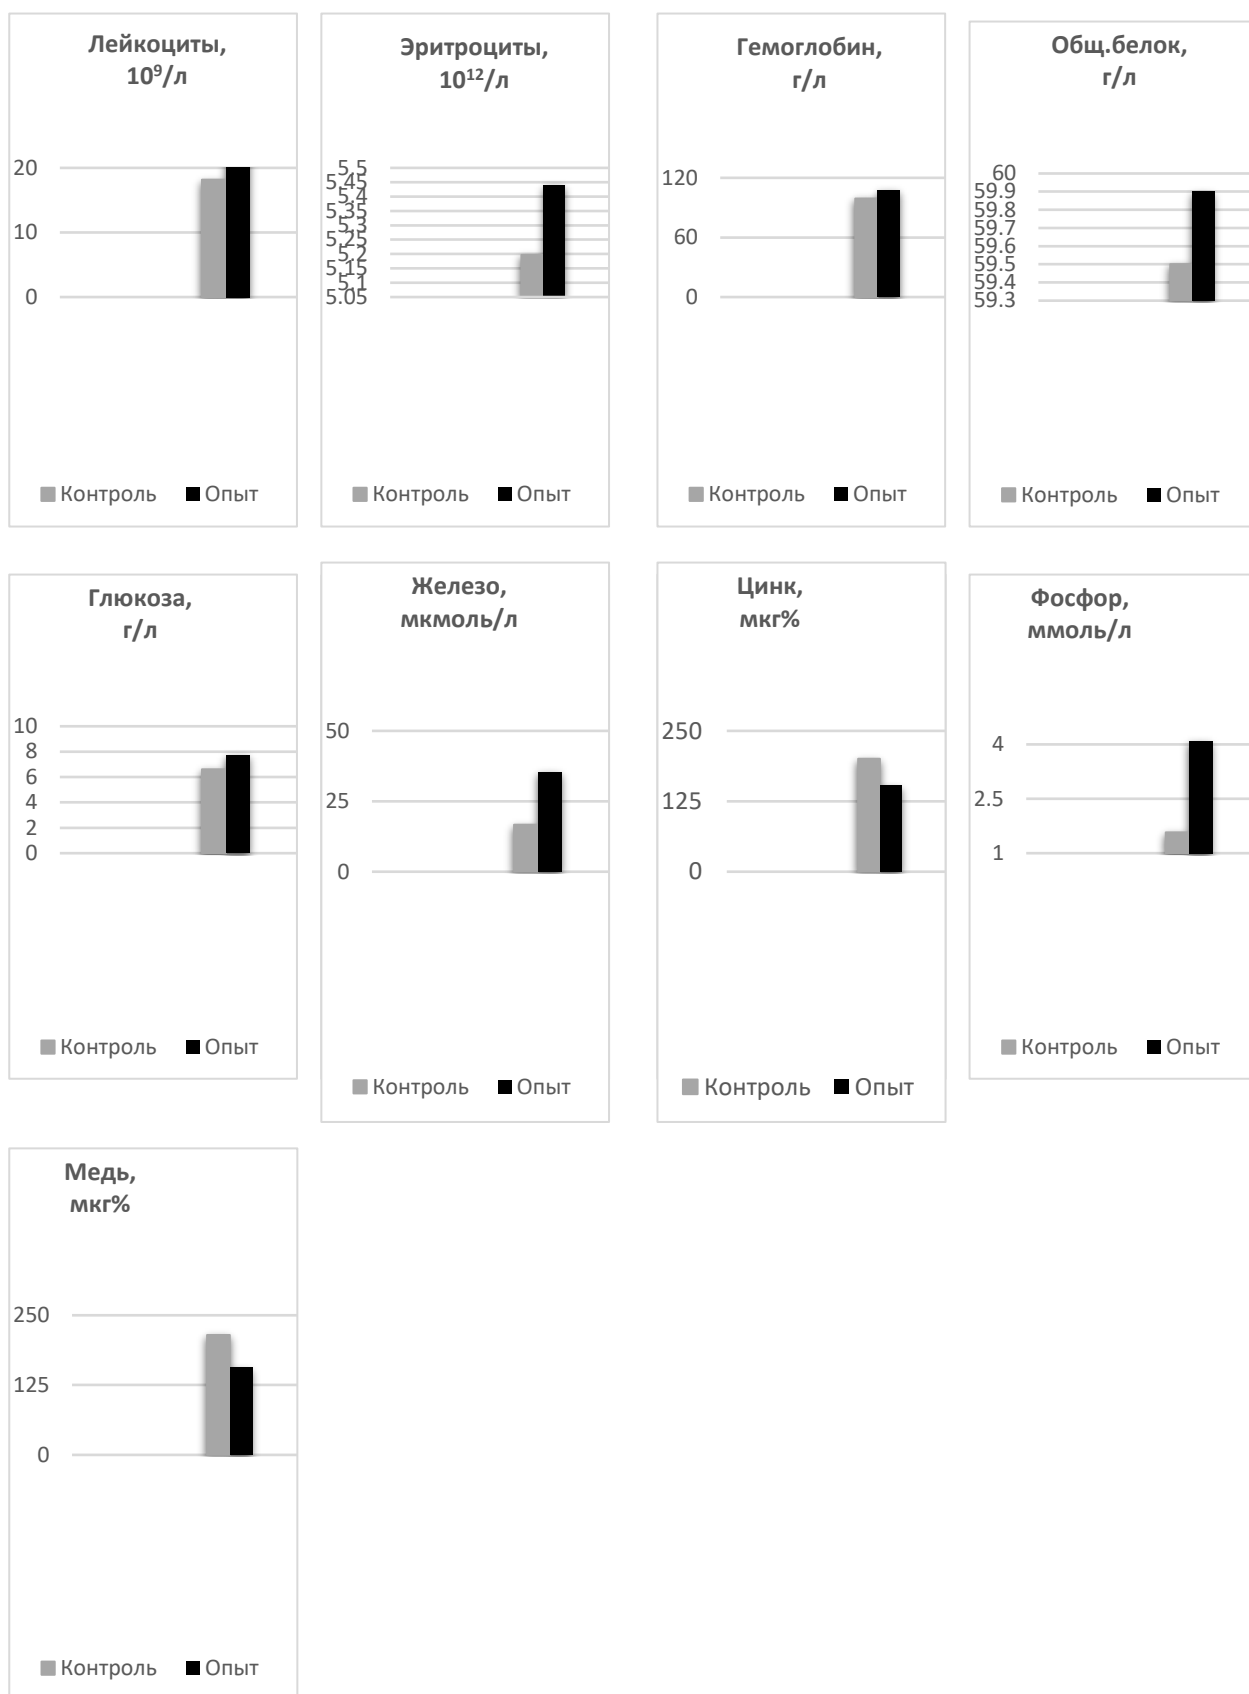 Лейкоциты,
10⁹/л
20
10
0
Контроль Опыт
Эритроциты,
10¹²/л
5.5
5.45
5.4
5.35
5.3
5.25
5.2
5.15
5.1
5.05
Контроль Опыт
Гемоглобин,
г/л
120
60
0
Контроль Опыт
Общ.белок,
г/л
60
59.9
59.8
59.7
59.6
59.5
59.4
59.3
Контроль Опыт
Глюкоза,
г/л
10
8
6
4
2
0
Контроль Опыт
Железо,
мкмоль/л
50
25
0
Контроль Опыт
Цинк,
мкг%
250
125
0
Контроль Опыт
Фосфор,
ммоль/л
4
2.5
1
Контроль Опыт
Медь,
мкг%
250
125
0
Контроль Опыт